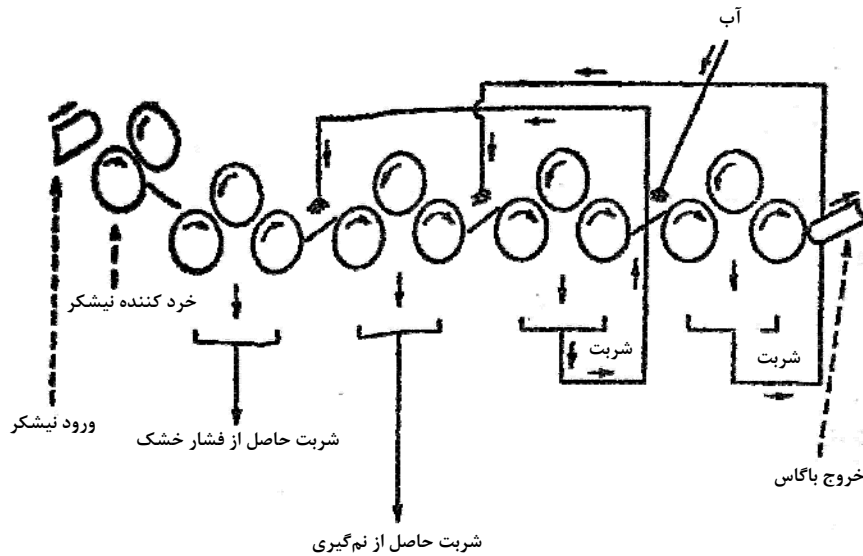 آب
خرد کننده نیشکر
شربت
شربت
ورود نیشکر
شربت حاصل از فشار خشک
خروج باگاس
شربت حاصل از نم‌گیری